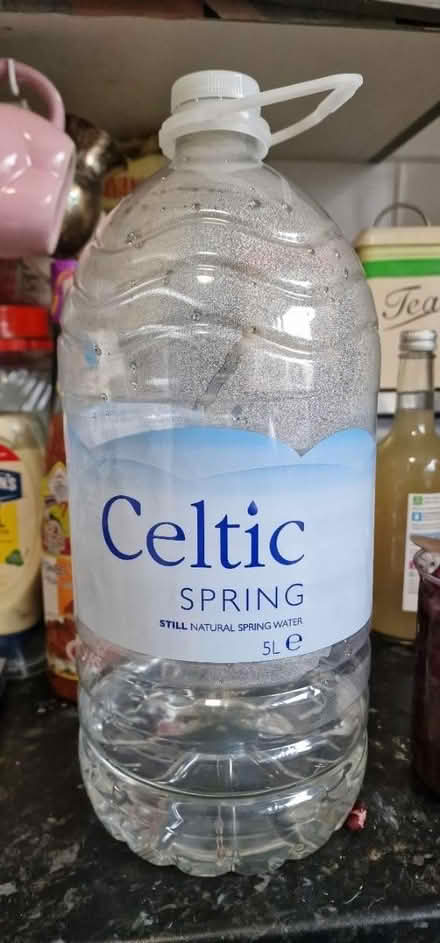 Celtic
SPRING
STILL NATURAL SPRING WATER
5L e
Tea